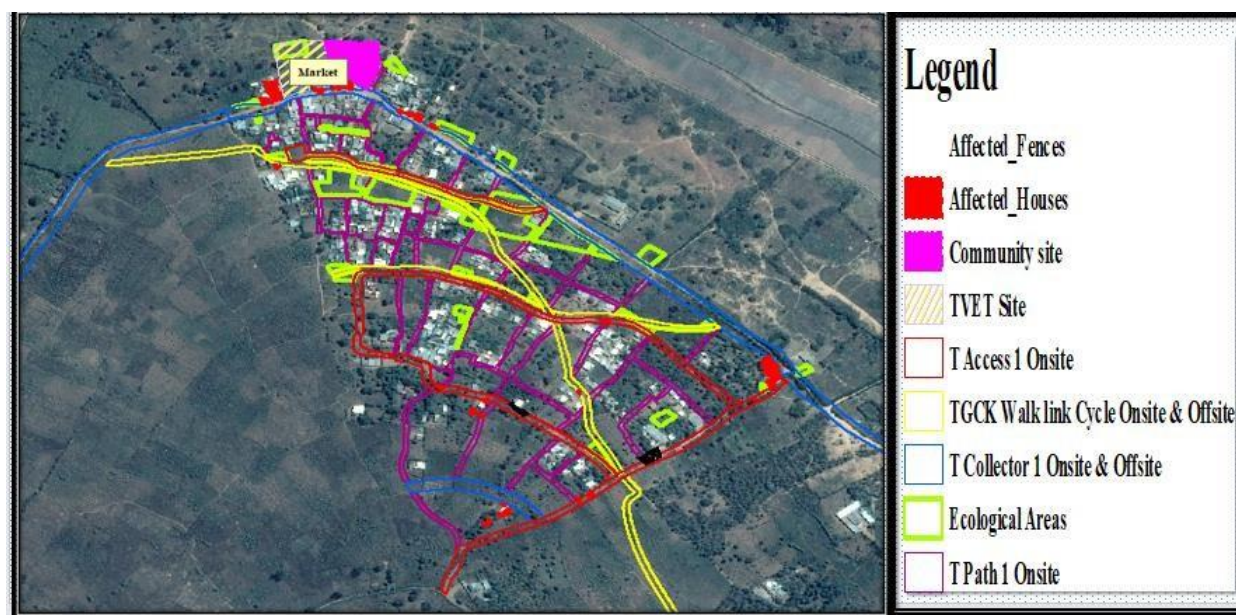 Market
Legend
Affected_Fences
Affected_Houses
Community site
TVET Site
T Access 1 Onsite
TGCK Walk link Cycle Onsite & Offsite
T Collector 1 Onsite & Offsite
Ecological Areas
T Path 1 Onsite